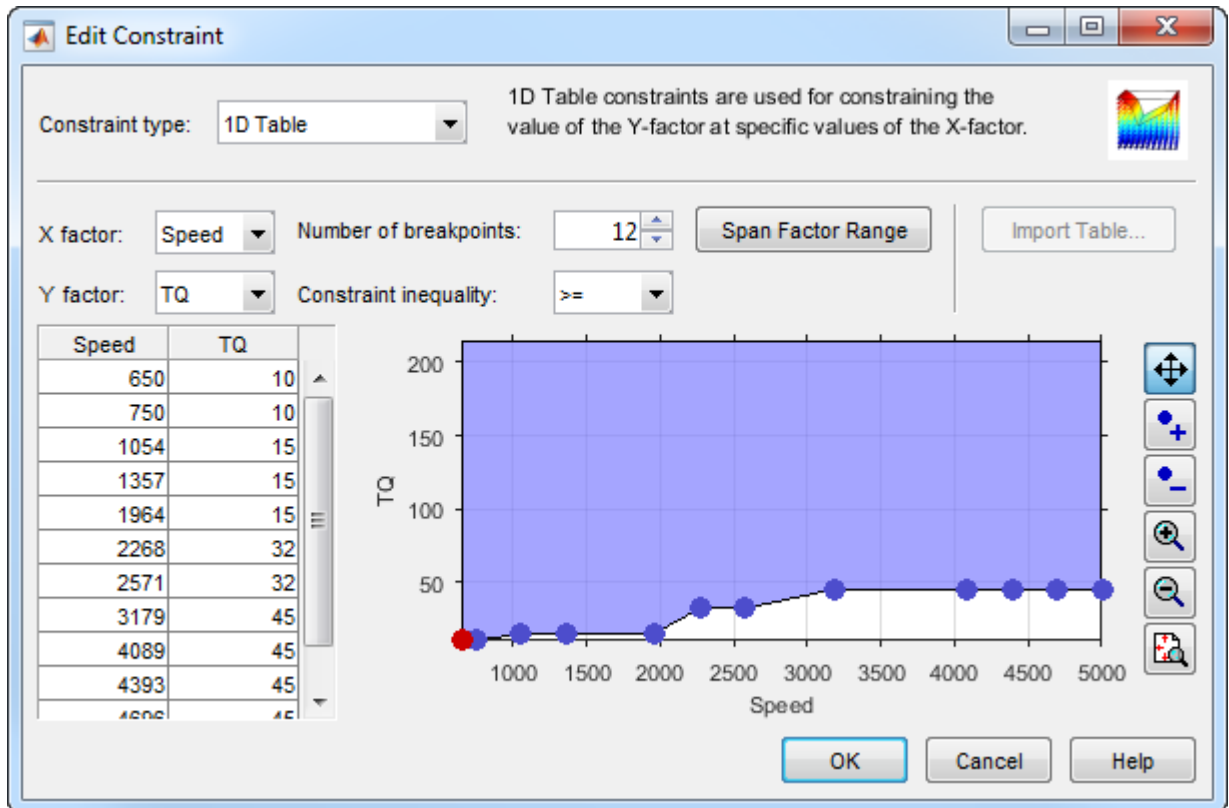 Edit Constraint
Constraint type: 1D Table
1D Table constraints are used for constraining the
value of the Y-factor at specific values of the X-factor.
X factor: Speed Number of breakpoints: 12 Span Factor Range Import Table...
Y factor: TQ Constraint inequality: >=
Speed TQ
650 10
750 10
1054 15
1357 15
1964 15
2268 32
2571 32
3179 45
4089 45
4393 45
4696 45
200
150
100
50
TQ
1000 1500 2000 2500 3000 3500 4000 4500 5000
Speed
OK Cancel Help